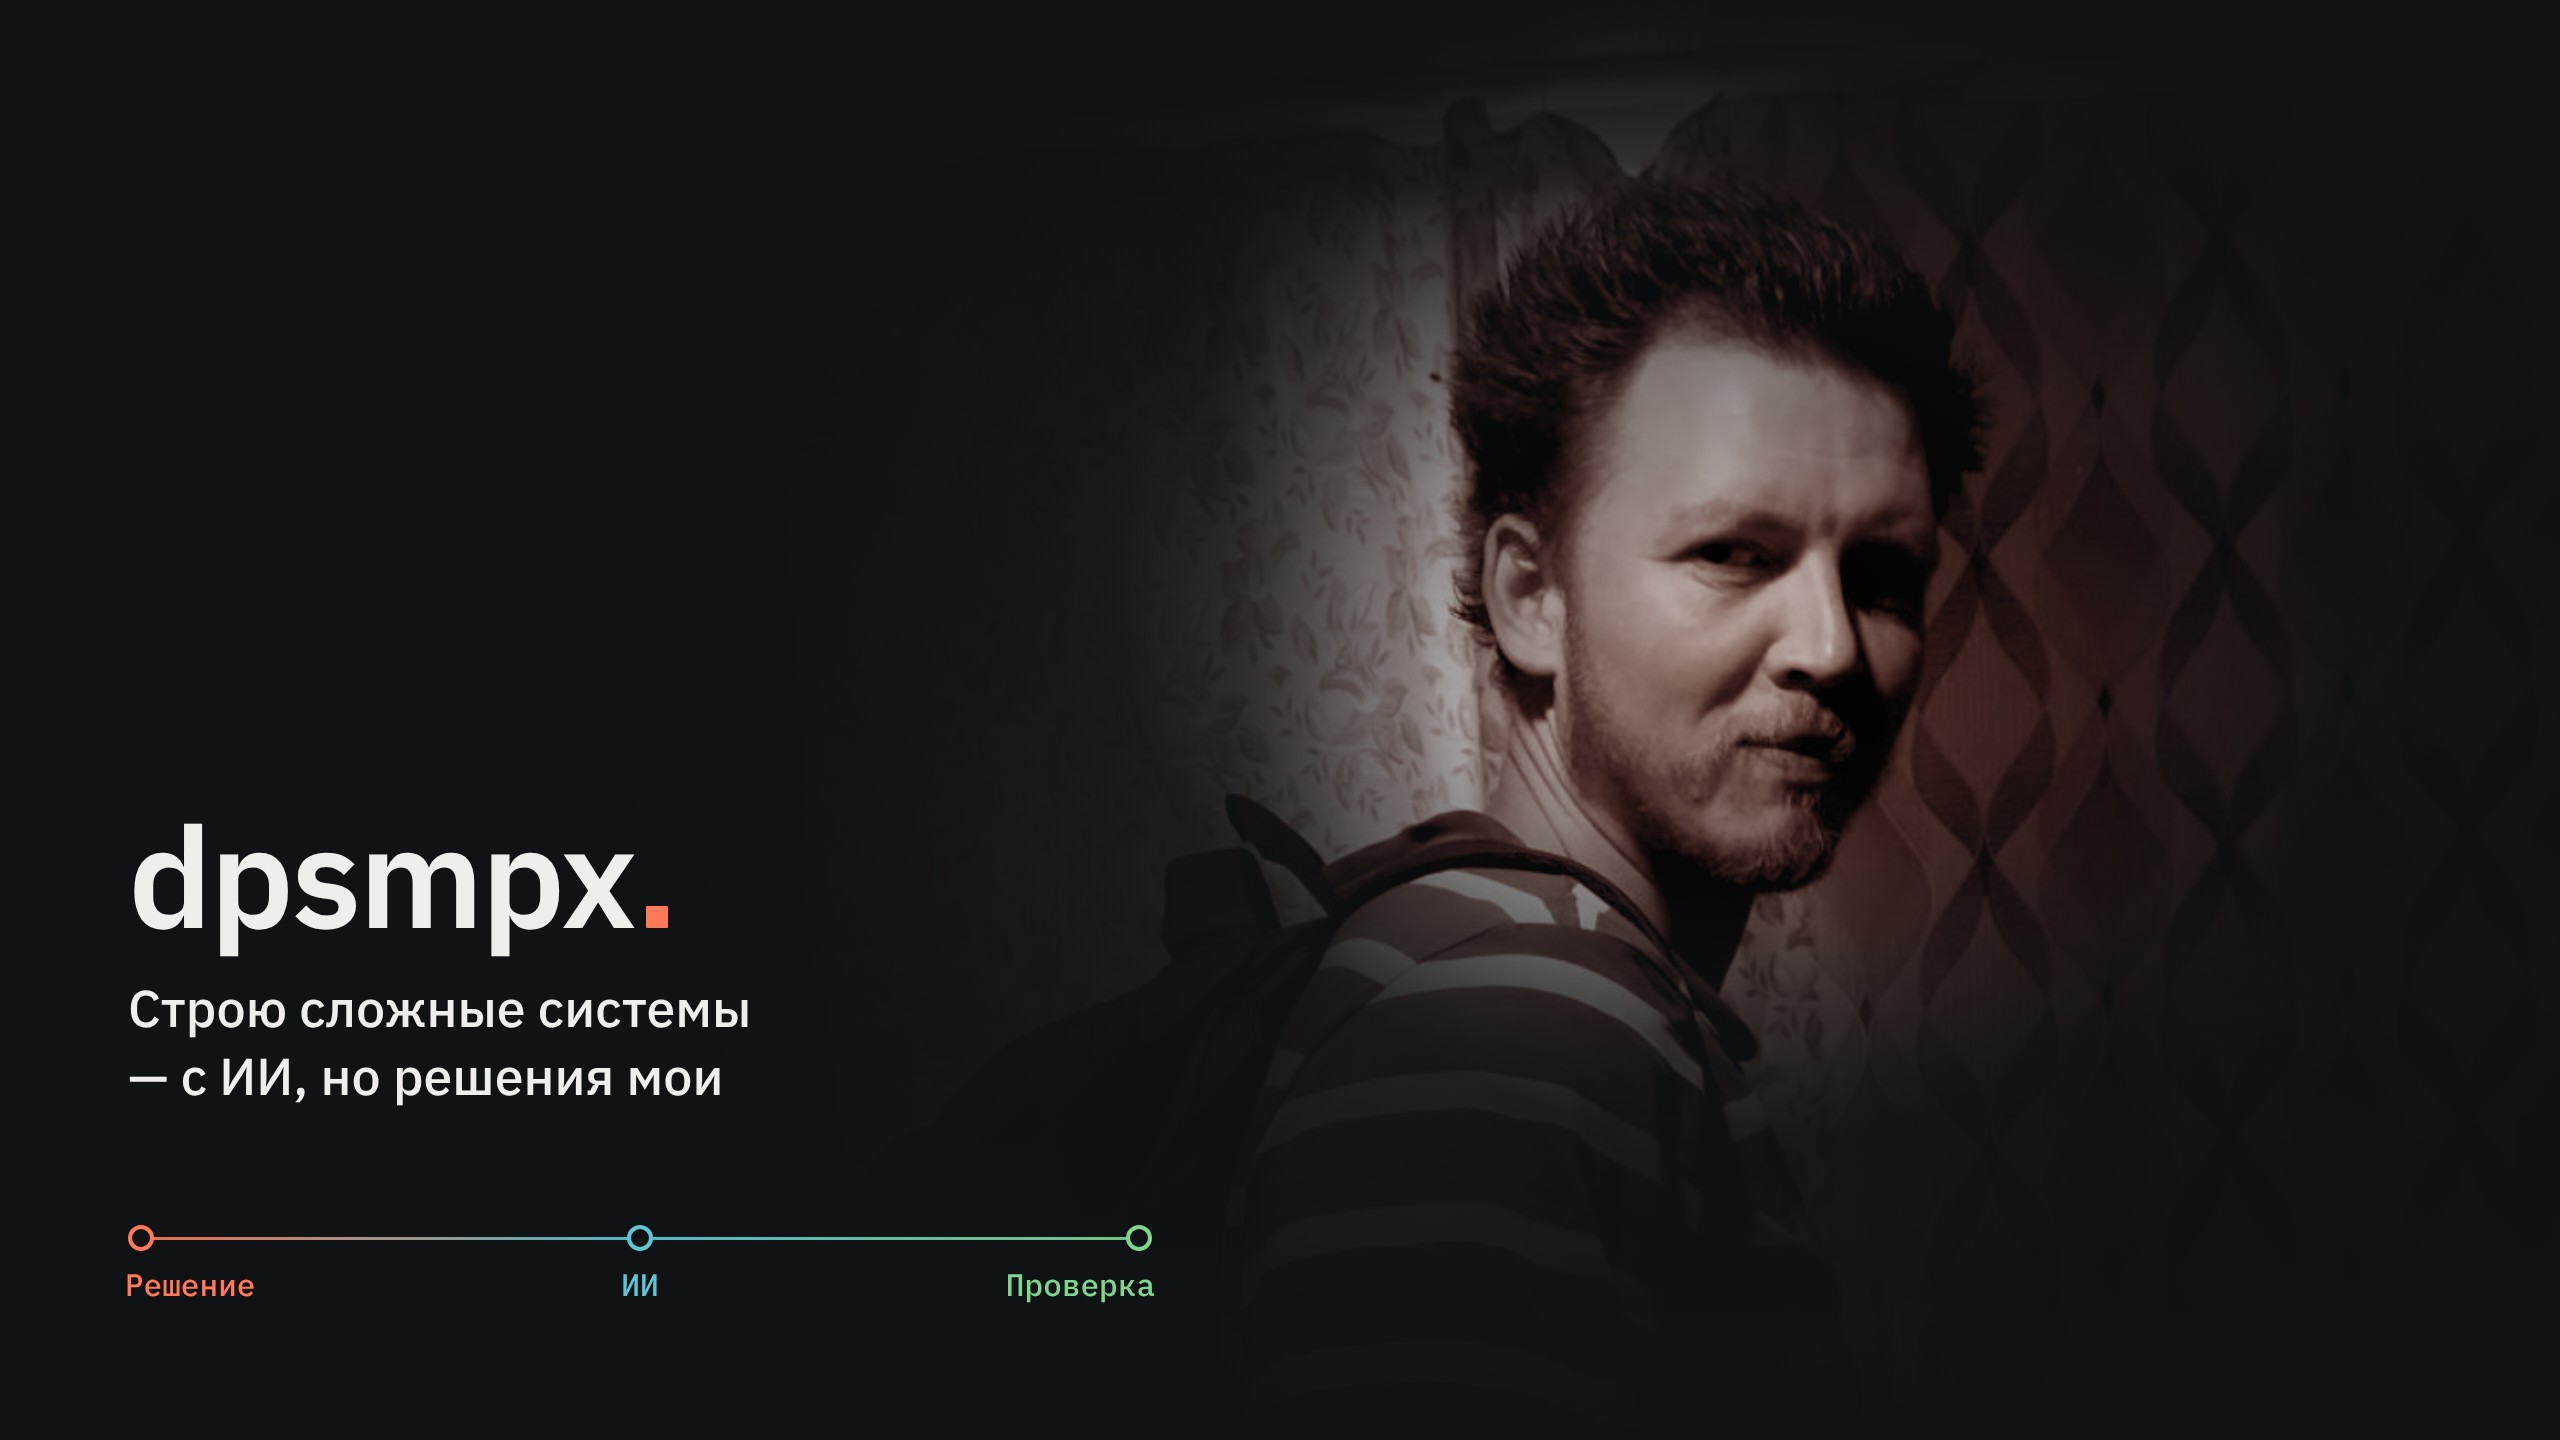 dpsmpx.
Строю сложные системы
— с ИИ, но решения мои
Решение ИИ Проверка